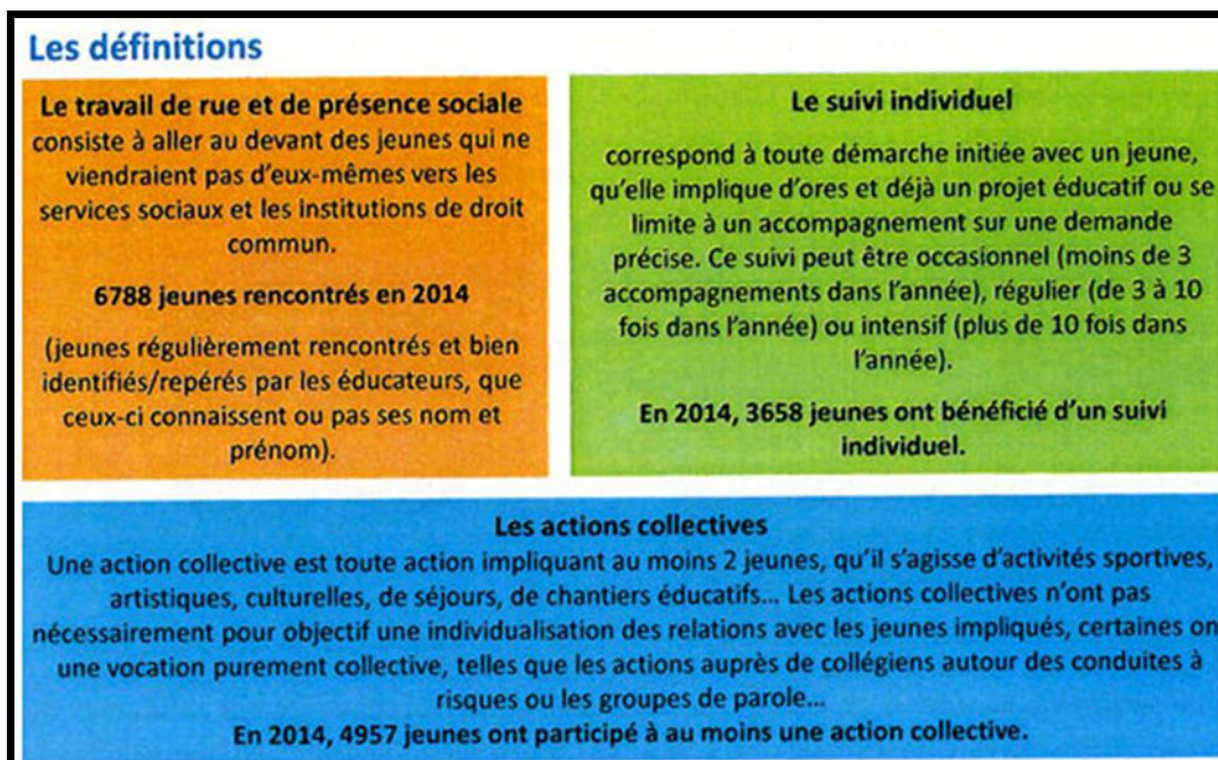 Les définitions
Le travail de rue et de présence sociale
consiste à aller au devant des jeunes qui ne
viendraient pas d'eux-mêmes vers les
services sociaux et les institutions de droit
commun.
6788 jeunes rencontrés en 2014
(jeunes régulièrement rencontrés et bien
identifiés/repérés par les éducateurs, que
ceux-ci connaissent ou pas ses nom et
prénom).
Le suivi individuel
correspond à toute démarche initiée avec un jeune,
qu'elle implique d'ores et déjà un projet éducatif ou se
limite à un accompagnement sur une demande
précise. Ce suivi peut être occasionnel (moins de 3
accompagnements dans l'année), régulier (de 3 à 10
fois dans l'année) ou intensif (plus de 10 fois dans
l'année).
En 2014, 3658 jeunes ont bénéficié d'un suivi
individuel.
Les actions collectives
Une action collective est toute action impliquant au moins 2 jeunes, qu'il s'agisse d'activités sportives,
artistiques, culturelles, de séjours, de chantiers éducatifs... Les actions collectives n'ont pas
nécessairement pour objectif une individualisation des relations avec les jeunes impliqués, certaines on
une vocation purement collective, telles que les actions auprès de collégiens autour des conduites à
risques ou les groupes de parole...
En 2014, 4957 jeunes ont participé à au moins une action collective.